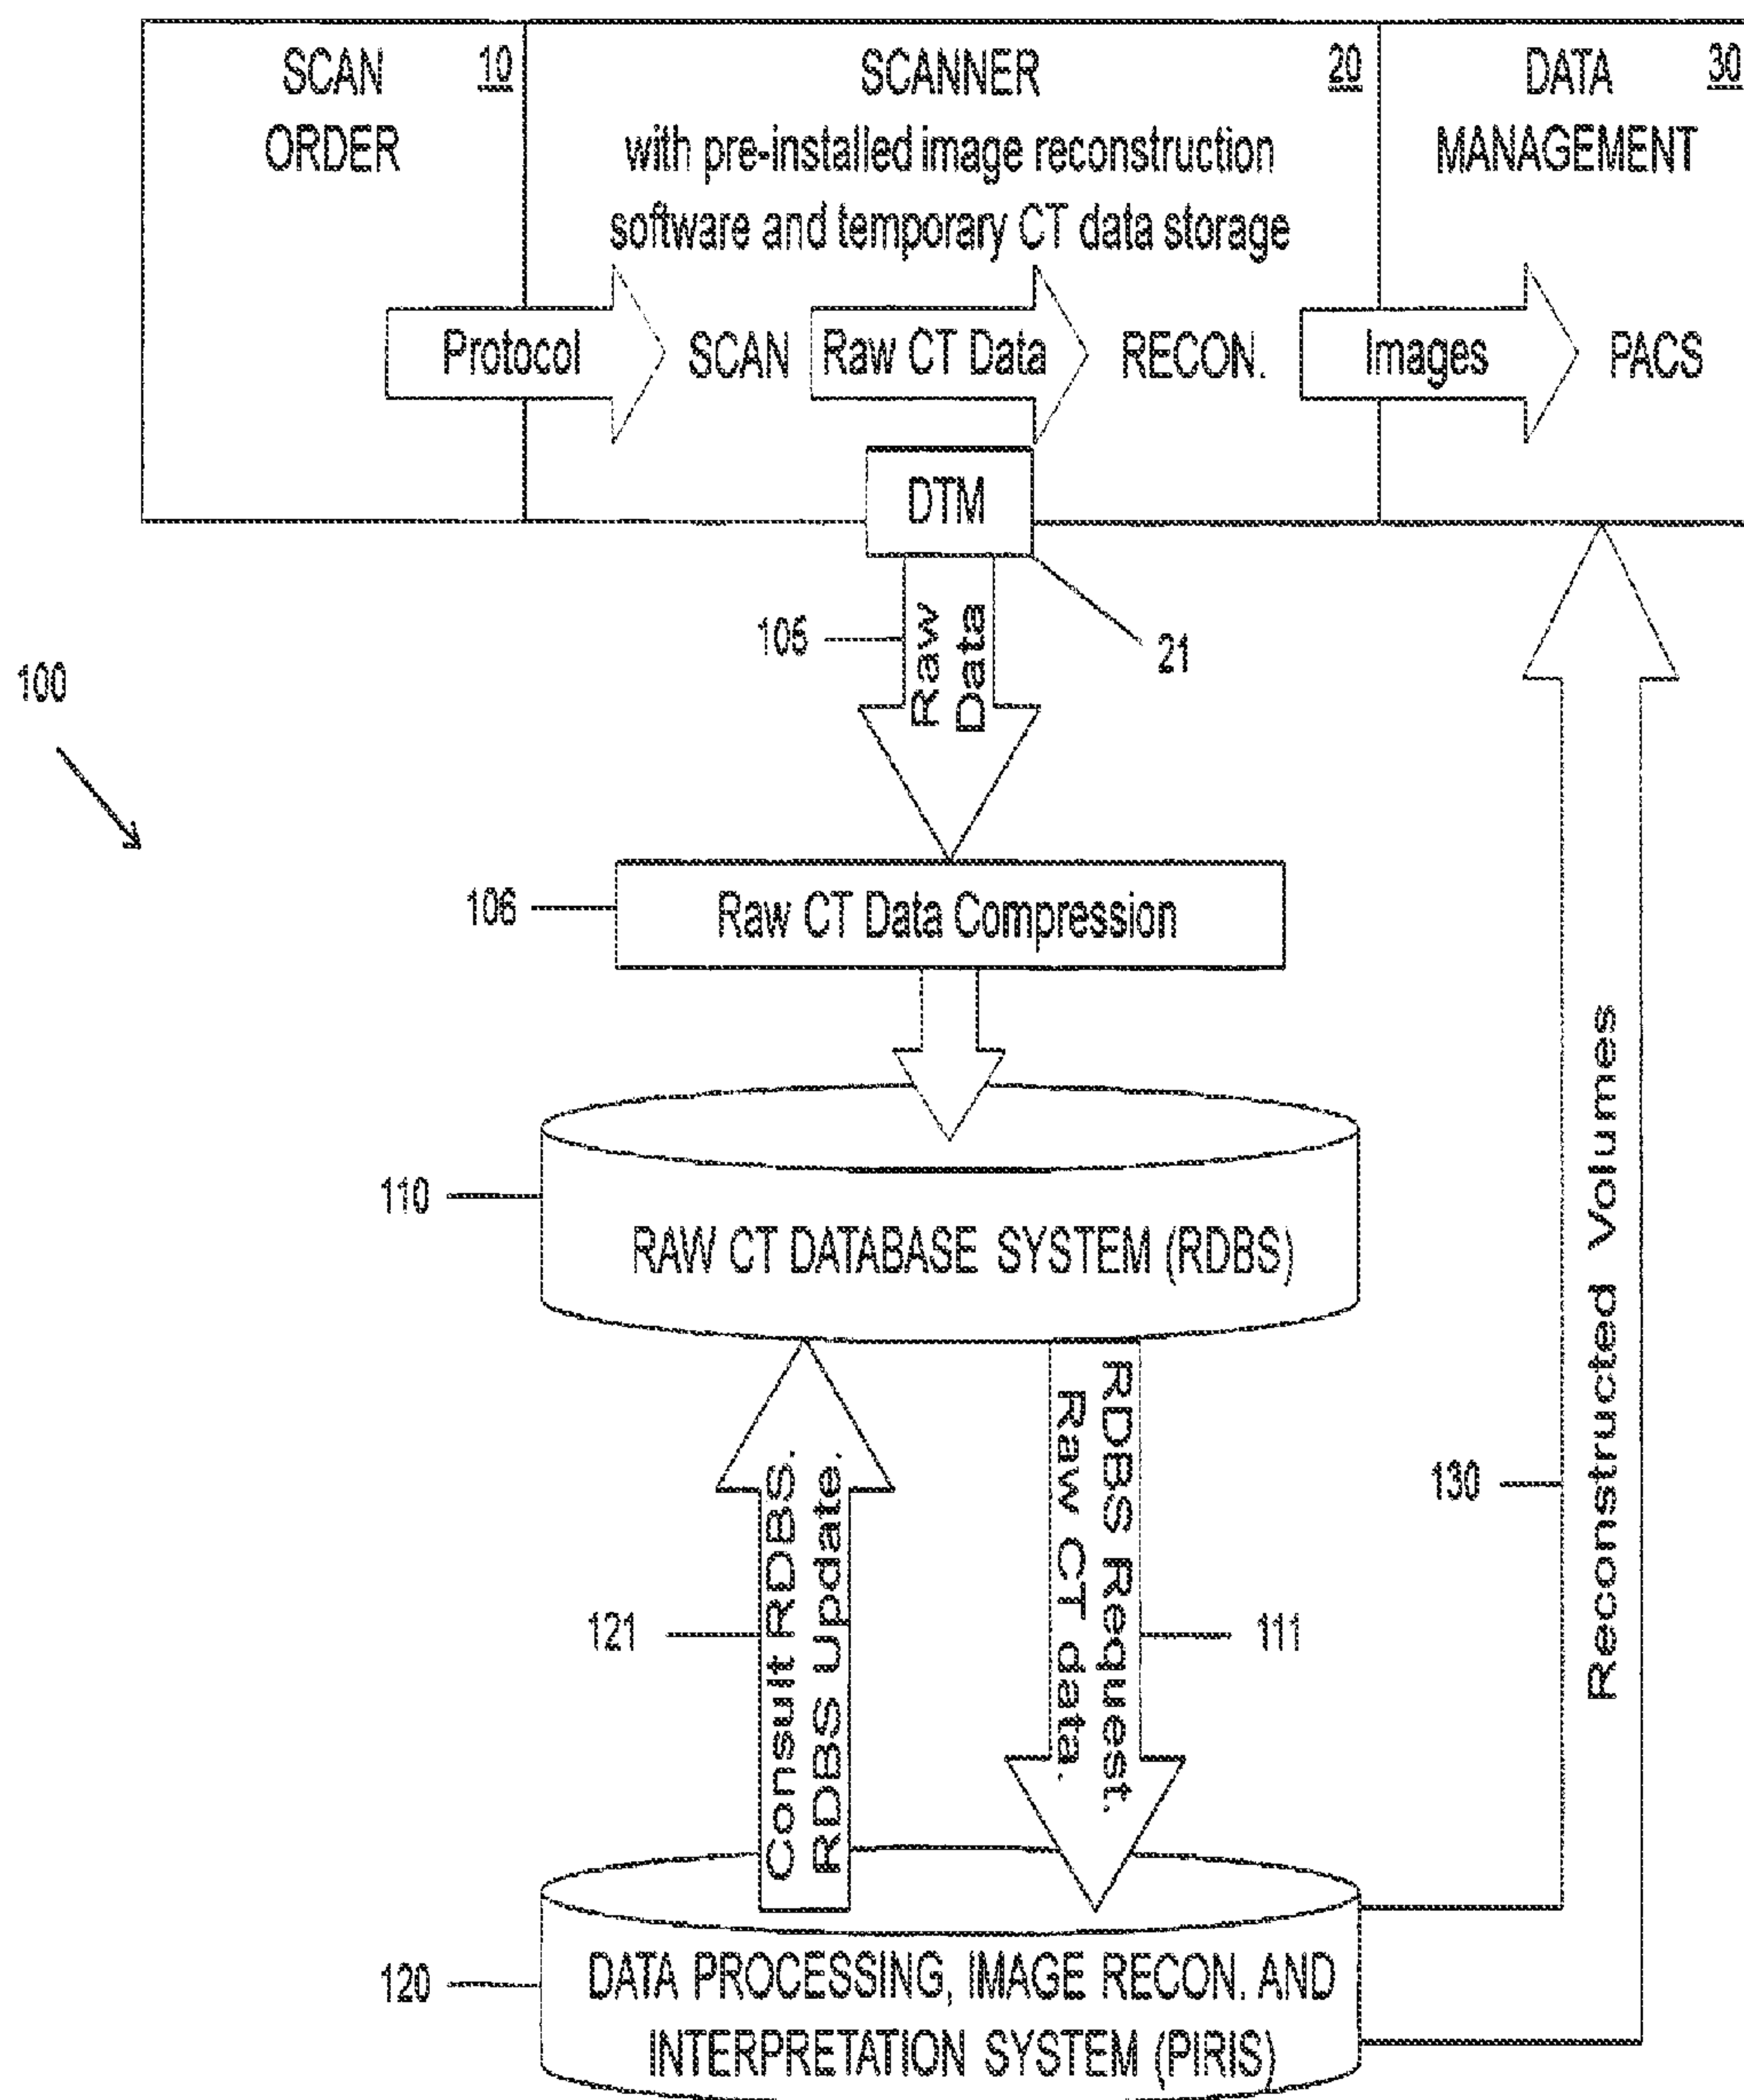 SCAN ORDER
10
SCANNER
20
with pre-installed image reconstruction
software and temporary CT data storage
DATA MANAGEMENT
30
Protocol
SCAN
Raw CT Data
RECON.
Images
PACS
DTM
Raw
Data
105
21
100
106
Raw CT Data Compression
110
RAW CT DATABASE SYSTEM (RDBS)
Consult RDBS.
RDBS Update.
121
RDBS Request.
Raw CT data.
111
130
Reconstructed Volumes
120
DATA PROCESSING, IMAGE RECON. AND
INTERPRETATION SYSTEM (PIRIS)